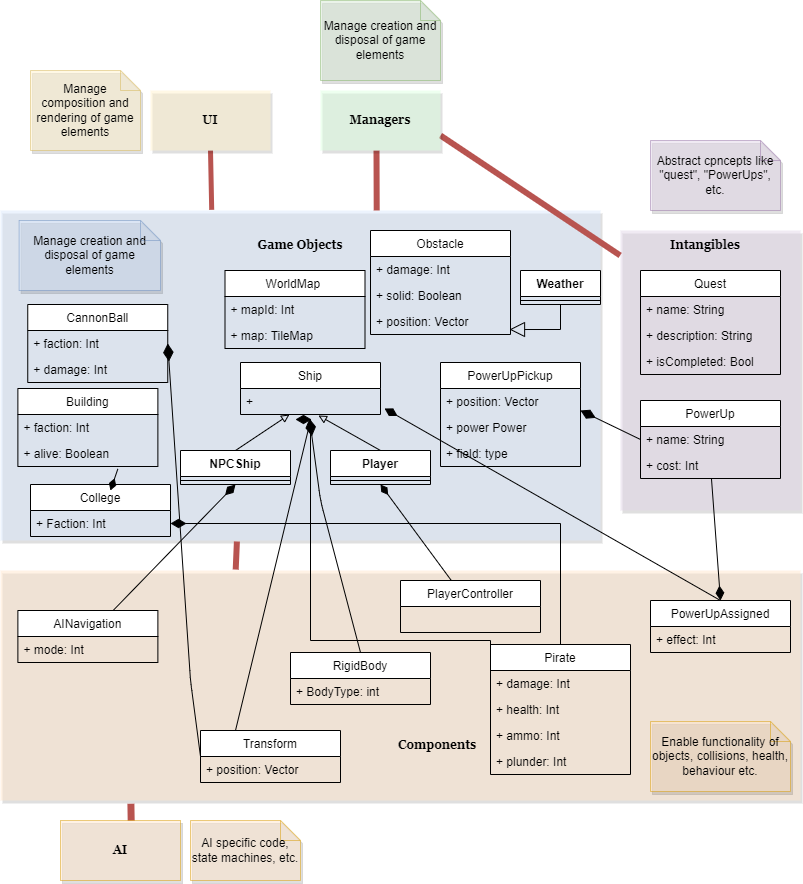 Manage creation and
disposal of game
elements
Manage
composition and
rendering of game
elements
UI
Managers
Abstract cpncepts like
"quest", "PowerUps",
etc.
Manage creation and
disposal of game
elements
Game Objects
Obstacle
+ damage: Int
+ solid: Boolean
+ position: Vector
Intangibles
WorldMap
+ mapId: Int
+ map: TileMap
Weather
Quest
+ name: String
+ description: String
+ isCompleted: Bool
CannonBall
+ faction: Int
+ damage: Int
Ship
+
PowerUpPickup
+ position: Vector
+ power Power
+ field: type
Building
+ faction: Int
+ alive: Boolean
PowerUp
+ name: String
+ cost: Int
NPCShip
Player
College
+ Faction: Int
PlayerController
AINavigation
+ mode: Int
PowerUpAssigned
+ effect: Int
RigidBody
+ BodyType: int
Pirate
+ damage: Int
+ health: Int
+ ammo: Int
+ plunder: Int
Transform
+ position: Vector
Components
Enable functionality of
objects, collisions, health,
behaviour etc.
AI
AI specific code,
state machines, etc.